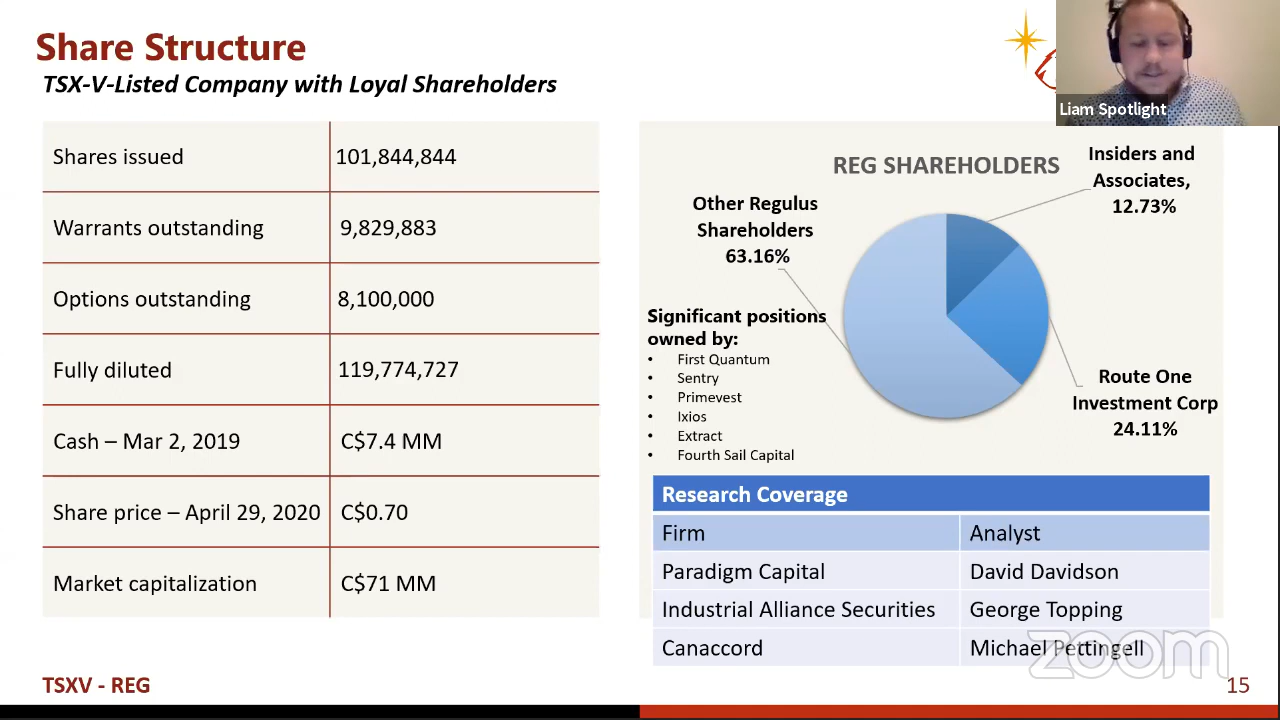 Share Structure
TSX-V-Listed Company with Loyal Shareholders
Liam Spotlight
Shares issued 101,844,844
Warrants outstanding 9,829,883
Options outstanding 8,100,000
Fully diluted 119,774,727
Cash – Mar 2, 2019 C$7.4 MM
Share price – April 29, 2020 C$0.70
Market capitalization C$71 MM
REG SHAREHOLDERS
Insiders and
Associates,
12.73%
Other Regulus
Shareholders
63.16%
Significant positions
owned by:
• First Quantum
• Sentry
• Primevest
• Ixios
• Extract
• Fourth Sail Capital
Route One
Investment Corp
24.11%
Research Coverage
Firm Analyst
Paradigm Capital David Davidson
Industrial Alliance Securities George Topping
Canaccord Michael Pettingell
zoom
TSXV - REG
15